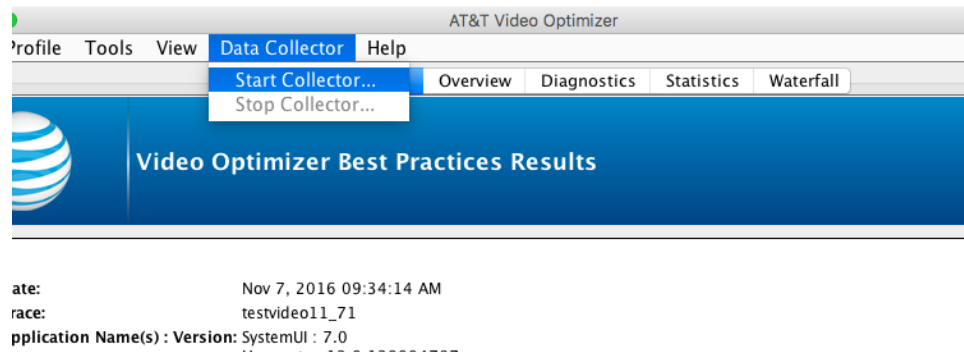 AT&T Video Optimizer
Profile Tools View Data Collector Help
Start Collector... Overview Diagnostics Statistics Waterfall
Stop Collector...
Video Optimizer Best Practices Results
ate: Nov 7, 2016 09:34:14 AM
race: testvideo11_71
pplication Name(s) : Version: SystemUI : 7.0